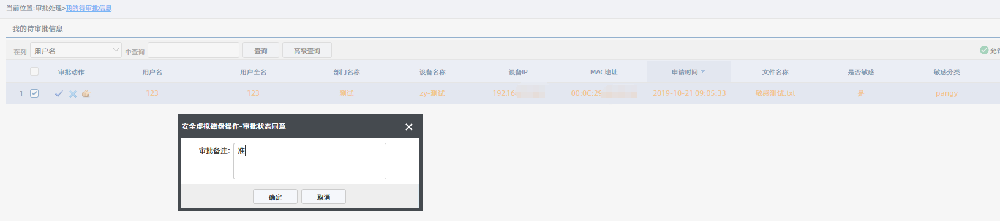 当前位置:审批处理>我的待审批信息
我的待审批信息
在列 用户名 中查询 查询 高级查询 允许
审批动作 用户名 用户全名 部门名称 设备名称 设备IP MAC地址 申请时间 文件名称 是否敏感 敏感分类
1 123 123 测试 zy-测试 192.16 00:0C:29 2019-10-21 09:05:33 敏感测试.txt 是 pangy
安全虚拟磁盘操作-审批状态同意
审批备注: 准
确定 取消